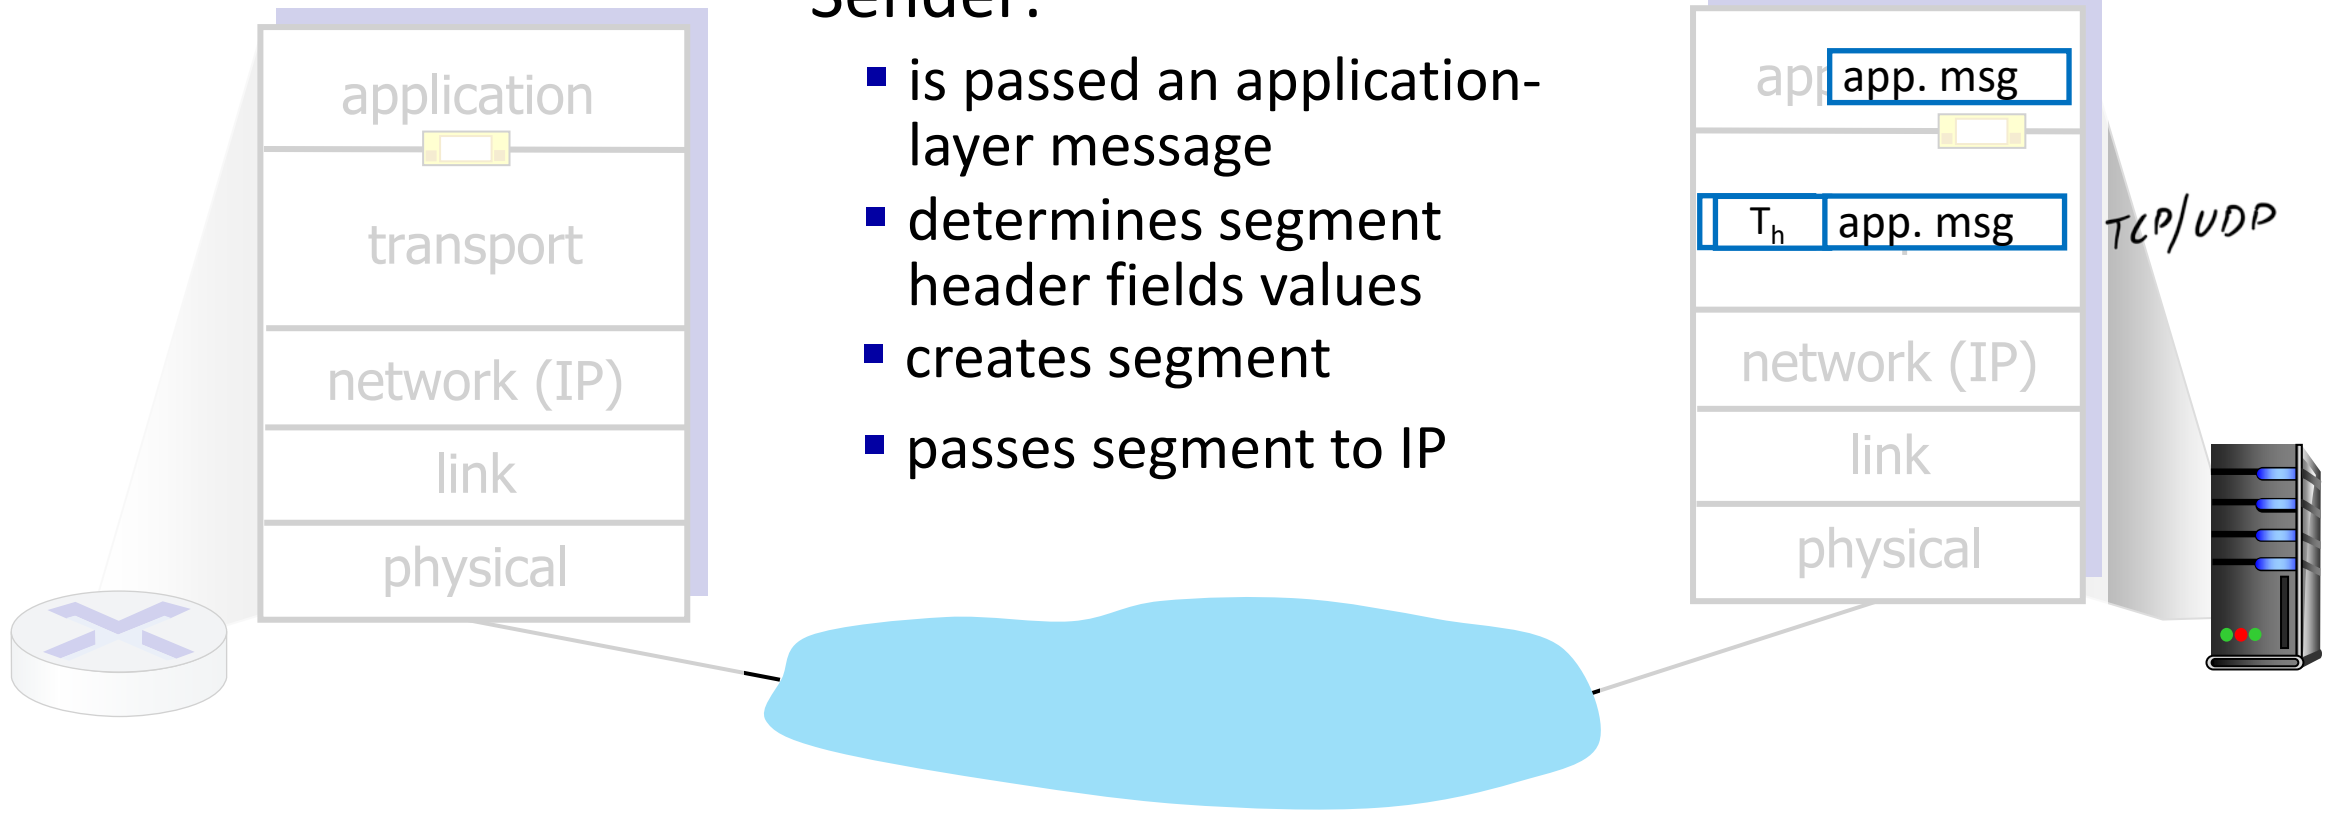 Sender:
application
transport
network (IP)
link
physical
is passed an application-
layer message
determines segment
header fields values
creates segment
passes segment to IP
app app. msg
Th app. msg
TCP/UDP
network (IP)
link
physical